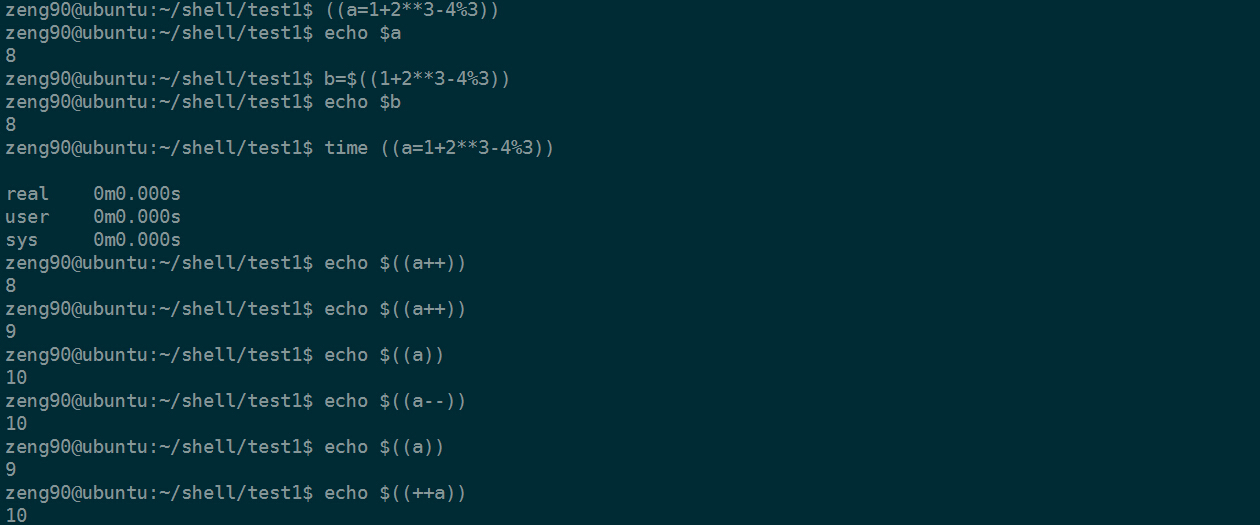 zeng90@ubuntu:~/shell/test1$ ((a=1+2**3-4%3))
zeng90@ubuntu:~/shell/test1$ echo $a
8
zeng90@ubuntu:~/shell/test1$ b=$((1+2**3-4%3))
zeng90@ubuntu:~/shell/test1$ echo $b
8
zeng90@ubuntu:~/shell/test1$ time ((a=1+2**3-4%3))
real    0m0.000s
user    0m0.000s
sys     0m0.000s
zeng90@ubuntu:~/shell/test1$ echo $((a++))
8
zeng90@ubuntu:~/shell/test1$ echo $((a++))
9
zeng90@ubuntu:~/shell/test1$ echo $((a))
10
zeng90@ubuntu:~/shell/test1$ echo $((a--))
10
zeng90@ubuntu:~/shell/test1$ echo $((a))
9
zeng90@ubuntu:~/shell/test1$ echo $((++a))
10